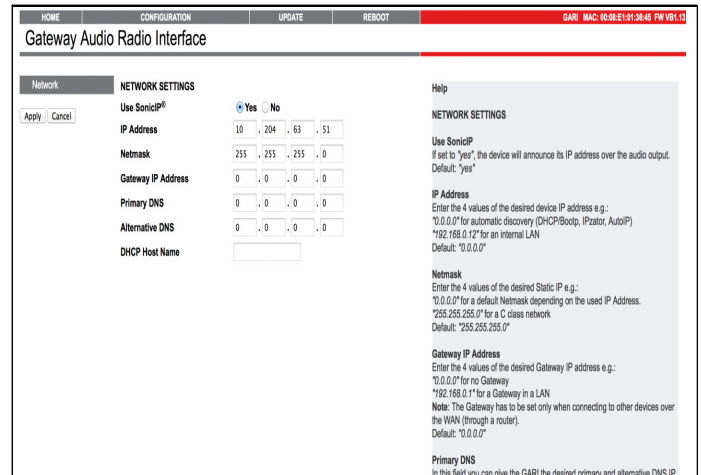 HOME CONFIGURATION UPDATE REBOOT GARI MAC: 00:08:E1:01:36:45 FW VB1.13
Gateway Audio Radio Interface
Network
Apply Cancel
NETWORK SETTINGS
Use SonicIP® Yes No
IP Address 10 . 204 . 63 . 51
Netmask 255 . 255 . 255 . 0
Gateway IP Address 0 . 0 . 0 . 0
Primary DNS 0 . 0 . 0 . 0
Alternative DNS 0 . 0 . 0 . 0
DHCP Host Name
Help
NETWORK SETTINGS
Use SonicIP
If set to "yes", the device will announce its IP address over the audio output.
Default: "yes"
IP Address
Enter the 4 values of the desired device IP address e.g.:
"0.0.0.0" for automatic discovery (DHCP/Bootp, IPzator, AutoIP)
"192.168.0.12" for an internal LAN
Default: "0.0.0.0"
Netmask
Enter the 4 values of the desired Static IP e.g.:
"0.0.0.0" for a default Netmask depending on the used IP Address.
"255.255.255.0" for a C class network
Default: "255.255.255.0"
Gateway IP Address
Enter the 4 values of the desired Gateway IP address e.g.:
"0.0.0.0" for no Gateway
"192.168.0.1" for a Gateway in a LAN
Note: The Gateway has to be set only when connecting to other devices over
the WAN (through a router).
Default: "0.0.0.0"
Primary DNS
In this field you can give the GARI the desired primary and alternative DNS IP